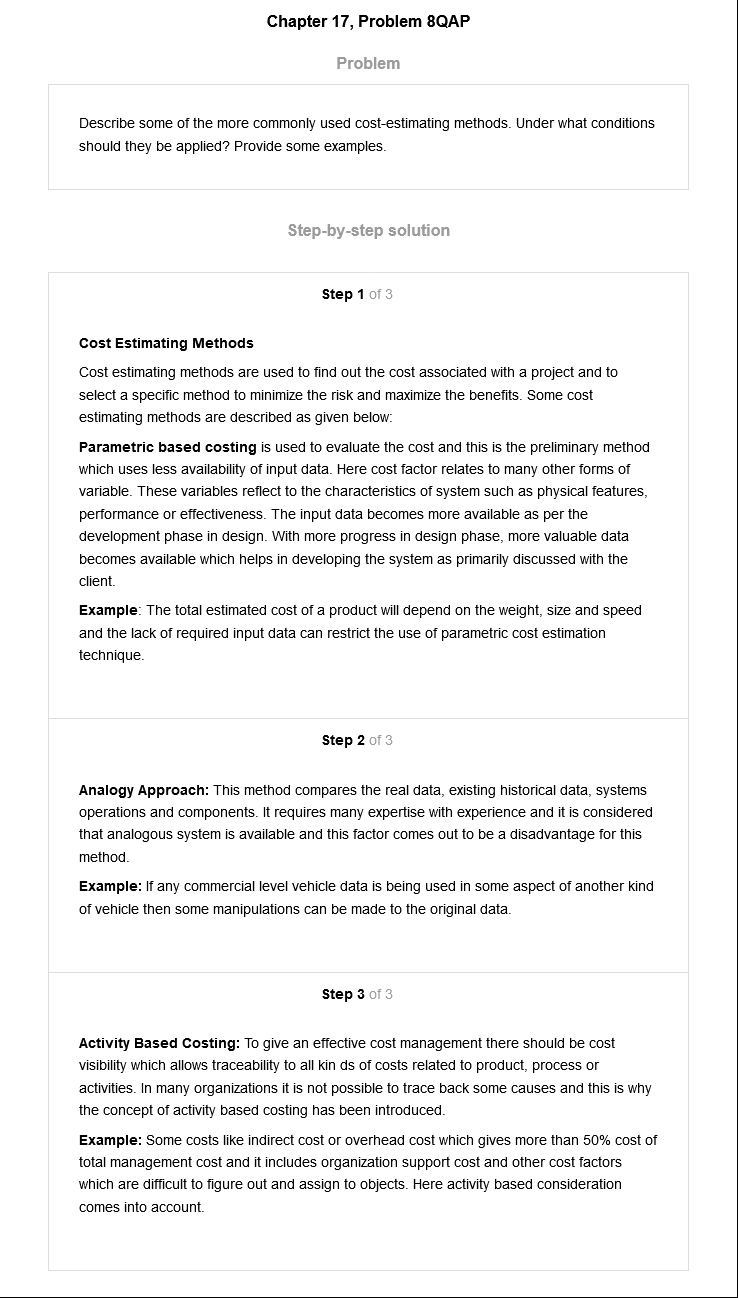 Chapter 17, Problem 8QAP
Problem
Describe some of the more commonly used cost-estimating methods. Under what conditions
should they be applied? Provide some examples.
Step-by-step solution
Step 1 of 3
Cost Estimating Methods
Cost estimating methods are used to find out the cost associated with a project and to
select a specific method to minimize the risk and maximize the benefits. Some cost
estimating methods are described as given below:
Parametric based costing is used to evaluate the cost and this is the preliminary method
which uses less availability of input data. Here cost factor relates to many other forms of
variable. These variables reflect to the characteristics of system such as physical features,
performance or effectiveness. The input data becomes more available as per the
development phase in design. With more progress in design phase, more valuable data
becomes available which helps in developing the system as primarily discussed with the
client.
Example: The total estimated cost of a product will depend on the weight, size and speed
and the lack of required input data can restrict the use of parametric cost estimation
technique.
Step 2 of 3
Analogy Approach: This method compares the real data, existing historical data, systems
operations and components. It requires many expertise with experience and it is considered
that analogous system is available and this factor comes out to be a disadvantage for this
method.
Example: If any commercial level vehicle data is being used in some aspect of another kind
of vehicle then some manipulations can be made to the original data.
Step 3 of 3
Activity Based Costing: To give an effective cost management there should be cost
visibility which allows traceability to all kin ds of costs related to product, process or
activities. In many organizations it is not possible to trace back some causes and this is why
the concept of activity based costing has been introduced.
Example: Some costs like indirect cost or overhead cost which gives more than 50% cost of
total management cost and it includes organization support cost and other cost factors
which are difficult to figure out and assign to objects. Here activity based consideration
comes into account.